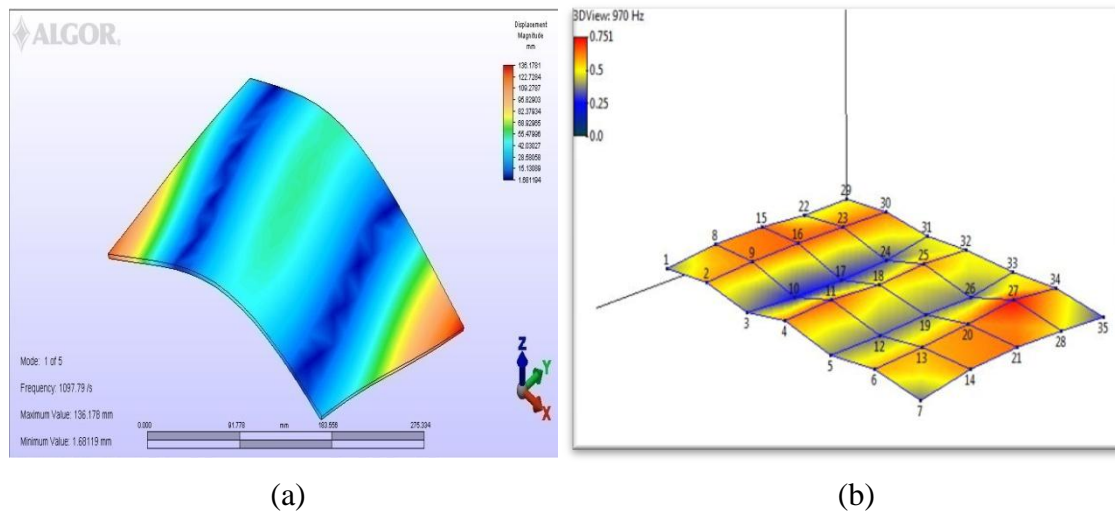 ALGOR
Displacement
Magnitude
mm
136.1781
122.7284
109.2787
95.82903
82.37934
68.92965
55.47996
42.03027
28.58058
15.13089
1.681194
Mode: 1 of 5
Frequency: 1097.79 /s
Maximum Value: 136.178 mm
Minimum Value: 1.68119 mm
0.000 91.778 mm 183.556 275.334
Z
Y
X
(a)
3DView: 970 Hz
0.751
0.5
0.25
0.0
29
22 30
15 23
8 16 31
1 9 24 32
2 17 25 33
10 18 26 34
3 11 27
4 19 35
12 20 28
5 13 21
6 14
7
(b)